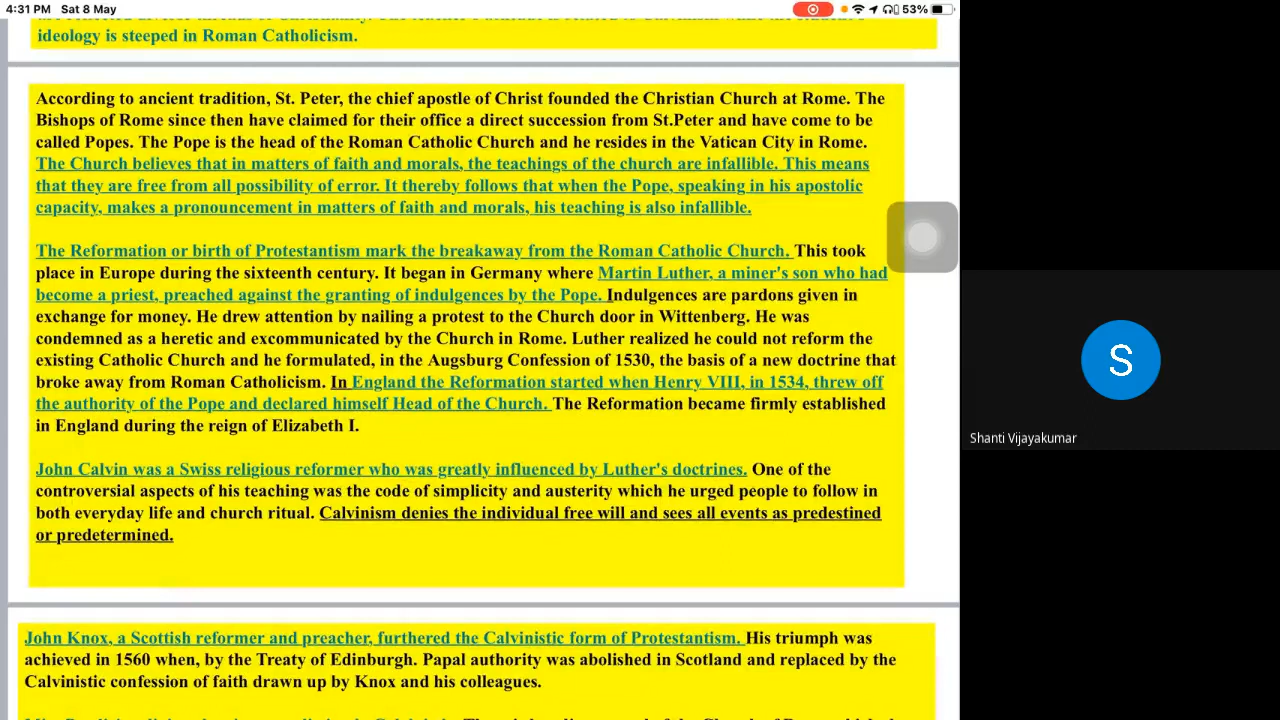 4:31 PM Sat 8 May
53%
ideology is steeped in Roman Catholicism.
According to ancient tradition, St. Peter, the chief apostle of Christ founded the Christian Church at Rome. The
Bishops of Rome since then have claimed for their office a direct succession from St.Peter and have come to be
called Popes. The Pope is the head of the Roman Catholic Church and he resides in the Vatican City in Rome.
The Church believes that in matters of faith and morals, the teachings of the church are infallible. This means
that they are free from all possibility of error. It thereby follows that when the Pope, speaking in his apostolic
capacity, makes a pronouncement in matters of faith and morals, his teaching is also infallible.
The Reformation or birth of Protestantism mark the breakaway from the Roman Catholic Church. This took
place in Europe during the sixteenth century. It began in Germany where Martin Luther, a miner's son who had
become a priest, preached against the granting of indulgences by the Pope. Indulgences are pardons given in
exchange for money. He drew attention by nailing a protest to the Church door in Wittenberg. He was
condemned as a heretic and excommunicated by the Church in Rome. Luther realized he could not reform the
existing Catholic Church and he formulated, in the Augsburg Confession of 1530, the basis of a new doctrine that
broke away from Roman Catholicism. In England the Reformation started when Henry VIII, in 1534, threw off
the authority of the Pope and declared himself Head of the Church. The Reformation became firmly established
in England during the reign of Elizabeth I.
John Calvin was a Swiss religious reformer who was greatly influenced by Luther's doctrines. One of the
controversial aspects of his teaching was the code of simplicity and austerity which he urged people to follow in
both everyday life and church ritual. Calvinism denies the individual free will and sees all events as predestined
or predetermined.
John Knox, a Scottish reformer and preacher, furthered the Calvinistic form of Protestantism. His triumph was
achieved in 1560 when, by the Treaty of Edinburgh. Papal authority was abolished in Scotland and replaced by the
Calvinistic confession of faith drawn up by Knox and his colleagues.
S
Shanti Vijayakumar